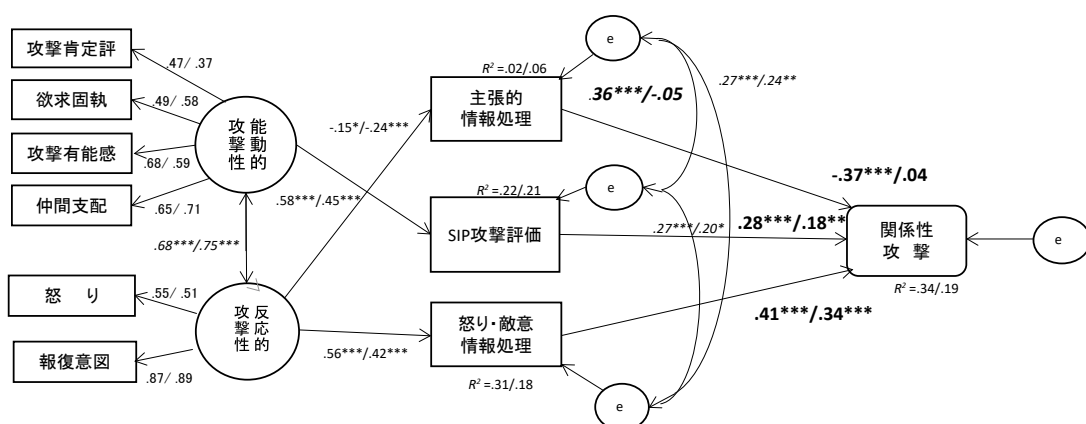 攻撃肯定評
欲求固執
攻撃有能感
仲間支配
怒 り
報復意図
.47/ .37
.49/ .58
.68/ .59
.65/ .71
.55/ .51
.87/ .89
能動的
攻撃性
反応的
攻撃性
.68***/.75***
-.15*/-.24***
.58***/.45***
.56***/.42***
R² =.02/.06
主張的
情報処理
R² =.22/.21
SIP攻撃評価
怒り・敵意
情報処理
R² =.31/.18
e
e
e
.36***/-.05
.27***/.24**
.27***/.20*
-.37***/.04
.28***/.18**
.41***/.34***
関係性
攻 撃
R² =.34/.19
e